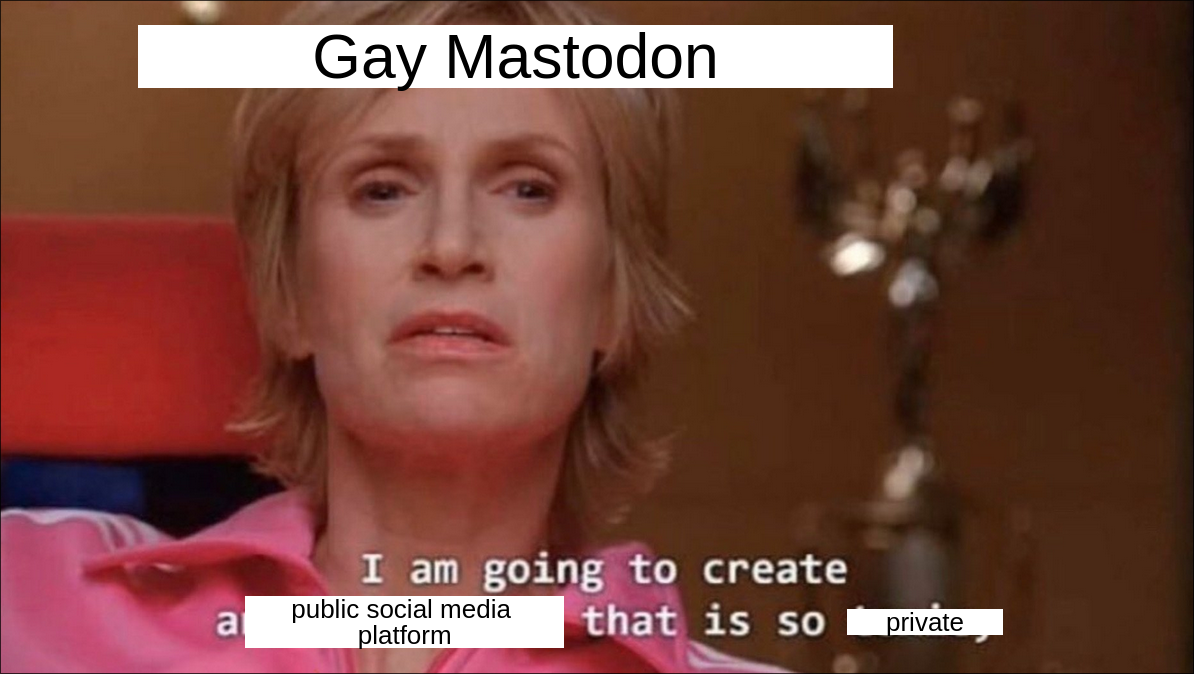 Gay Mastodon
I am going to create
a public social media
platform
that is so private